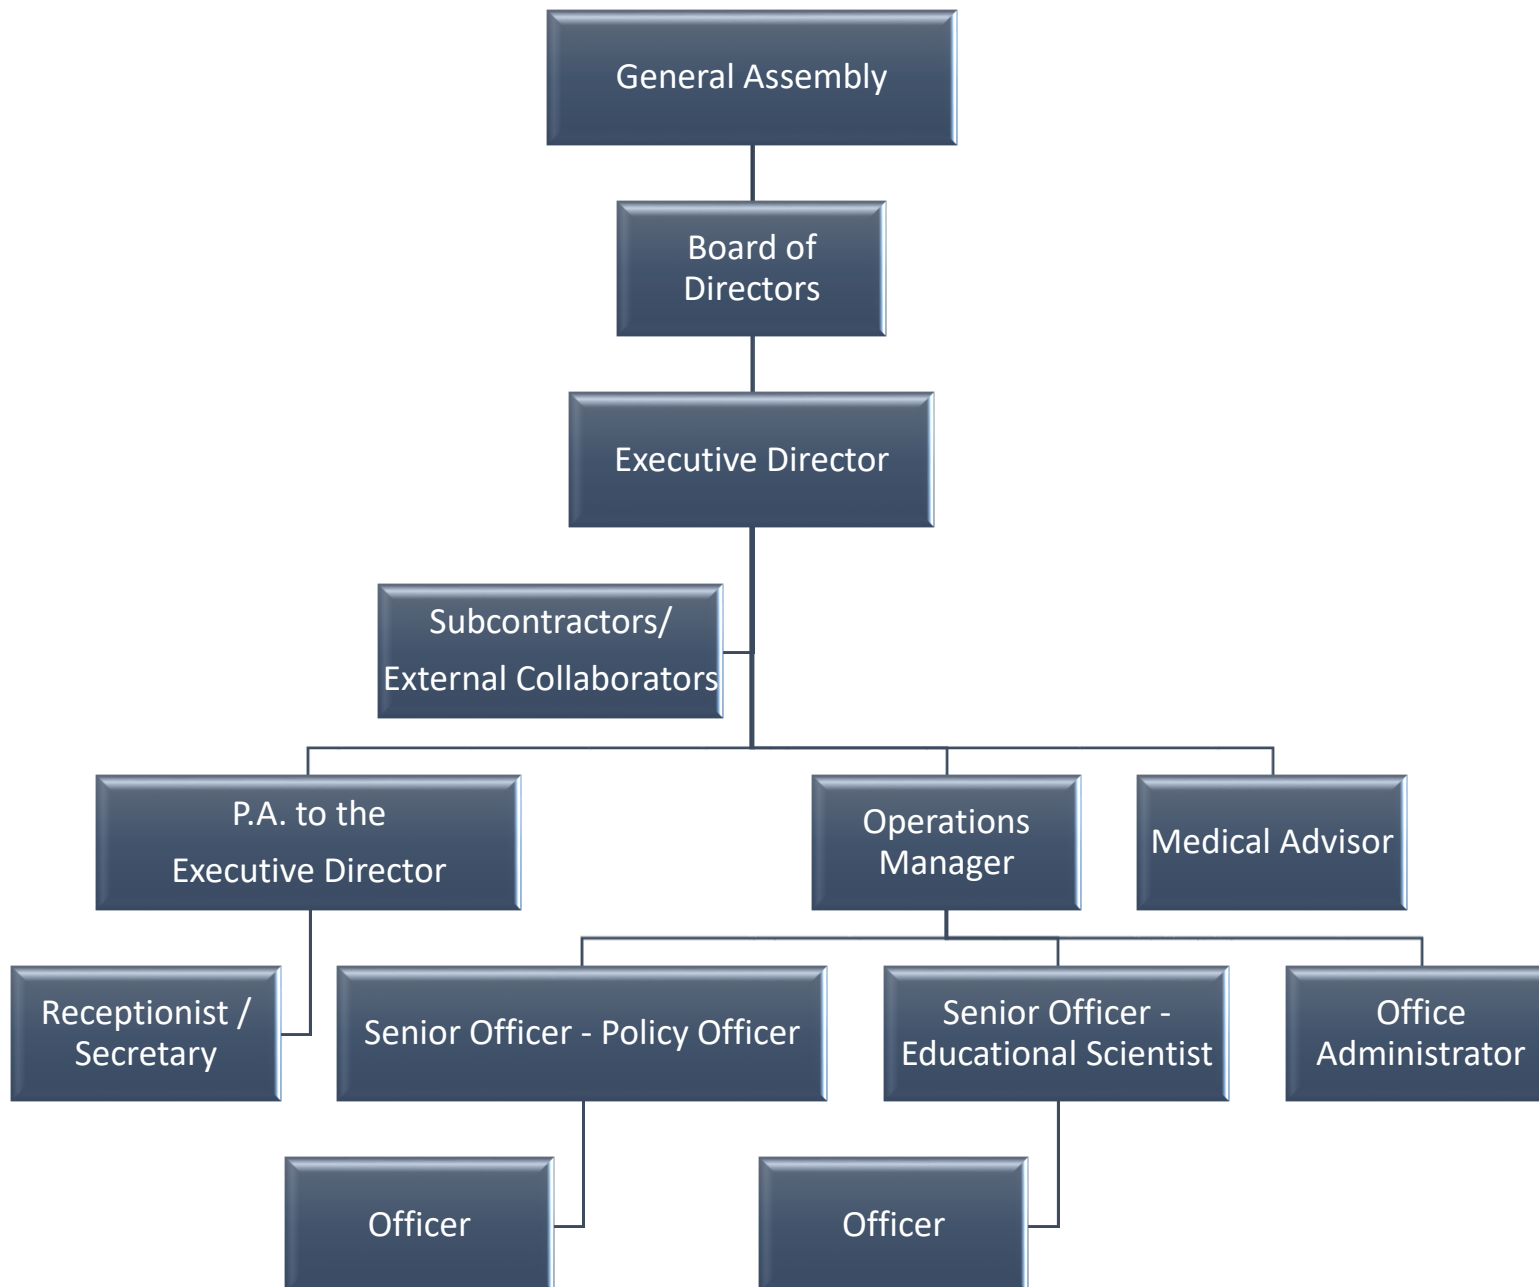 General Assembly
Board of
Directors
Executive Director
Subcontractors/
External Collaborators
P.A. to the
Executive Director
Operations
Manager
Medical Advisor
Receptionist /
Secretary
Senior Officer - Policy Officer
Senior Officer -
Educational Scientist
Office
Administrator
Officer
Officer